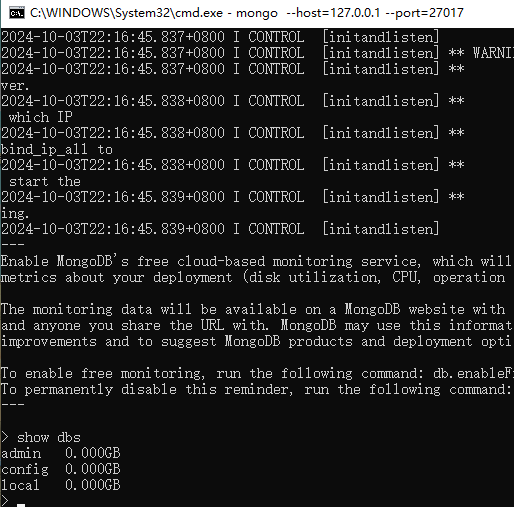 C:\WINDOWS\System32\cmd.exe - mongo  --host=127.0.0.1 --port=27017
2024-10-03T22:16:45.837+0800 I CONTROL  [initandlisten]
2024-10-03T22:16:45.837+0800 I CONTROL  [initandlisten] ** WARNI
2024-10-03T22:16:45.837+0800 I CONTROL  [initandlisten] **
ver.
2024-10-03T22:16:45.838+0800 I CONTROL  [initandlisten] **
 which IP
2024-10-03T22:16:45.838+0800 I CONTROL  [initandlisten] **
bind_ip_all to
2024-10-03T22:16:45.838+0800 I CONTROL  [initandlisten] **
 start the
2024-10-03T22:16:45.839+0800 I CONTROL  [initandlisten] **
ing.
2024-10-03T22:16:45.839+0800 I CONTROL  [initandlisten]
---
Enable MongoDB's free cloud-based monitoring service, which will
metrics about your deployment (disk utilization, CPU, operation
The monitoring data will be available on a MongoDB website with
and anyone you share the URL with. MongoDB may use this informat
improvements and to suggest MongoDB products and deployment opti
To enable free monitoring, run the following command: db.enableFr
To permanently disable this reminder, run the following command:
---
> show dbs
admin   0.000GB
config  0.000GB
local   0.000GB
>